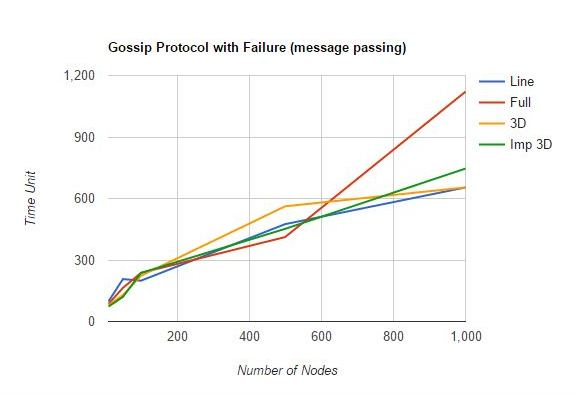 Gossip Protocol with Failure (message passing)
1,200
900
600
300
0
Time Unit
200
400
600
800
1,000
Number of Nodes
Line
Full
3D
Imp 3D